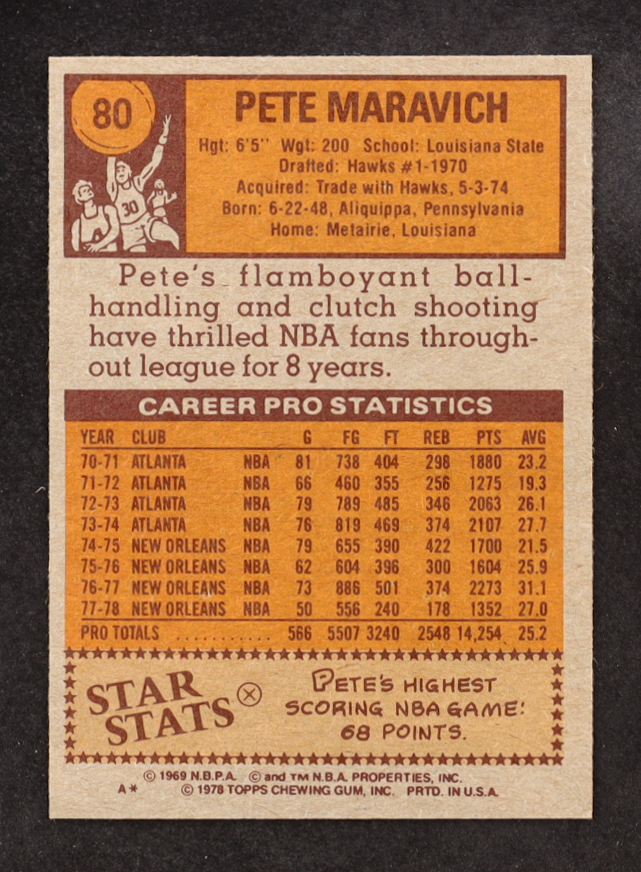 80
PETE MARAVICH
Hgt: 6'5" Wgt: 200 School: Louisiana State
Drafted: Hawks #1-1970
Acquired: Trade with Hawks, 5-3-74
Born: 6-22-48, Aliquippa, Pennsylvania
Home: Metairie, Louisiana
30
Pete's flamboyant ball-
handling and clutch shooting
have thrilled NBA fans through-
out league for 8 years.
CAREER PRO STATISTICS
YEAR CLUB G FG FT REB PTS AVG
70-71 ATLANTA NBA 81 738 404 298 1880 23.2
71-72 ATLANTA NBA 66 460 355 256 1275 19.3
72-73 ATLANTA NBA 79 789 485 346 2063 26.1
73-74 ATLANTA NBA 76 819 469 374 2107 27.7
74-75 NEW ORLEANS NBA 79 655 390 422 1700 21.5
75-76 NEW ORLEANS NBA 62 604 396 300 1604 25.9
76-77 NEW ORLEANS NBA 73 886 501 374 2273 31.1
77-78 NEW ORLEANS NBA 50 556 240 178 1352 27.0
PRO TOTALS ........... 566 5507 3240 2548 14,254 25.2
STAR
STATS
PETE'S HIGHEST
SCORING NBA GAME:
68 POINTS.
© 1969 N.B.P.A. © and TM N.B.A. PROPERTIES, INC.
A* © 1978 TOPPS CHEWING GUM, INC. PRTD. IN U.S.A.